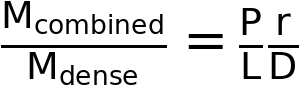 M_combined / M_dense = P/L r/D